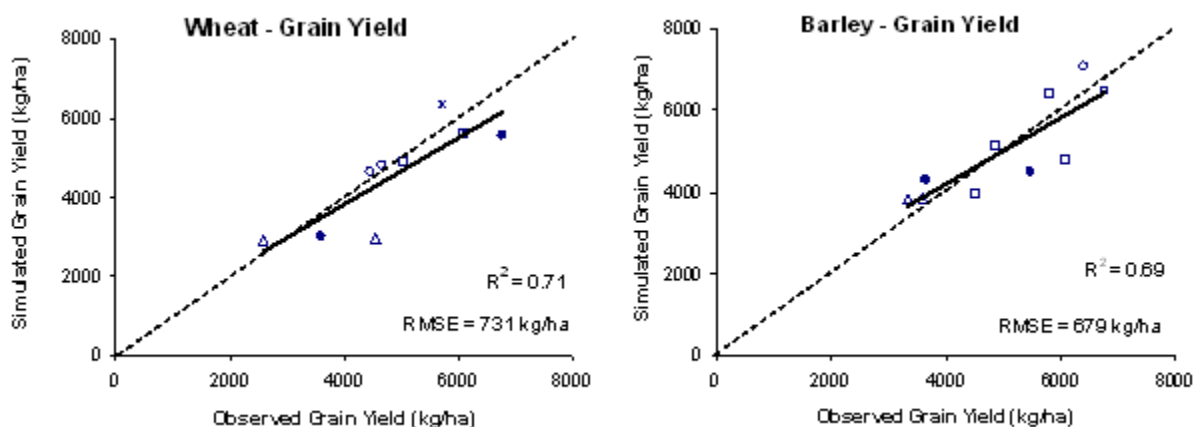 Wheat - Grain Yield
Simulated Grain Yield (kg/ha)
8000
6000
4000
2000
0
R² = 0.71
RMSE = 731 kg/ha
0 2000 4000 6000 8000
Observed Grain Yield (kg/ha)
Barley - Grain Yield
Simulated Grain Yield (kg/ha)
8000
6000
4000
2000
0
R² = 0.69
RMSE = 679 kg/ha
0 2000 4000 6000 8000
Observed Grain Yield (kg/ha)